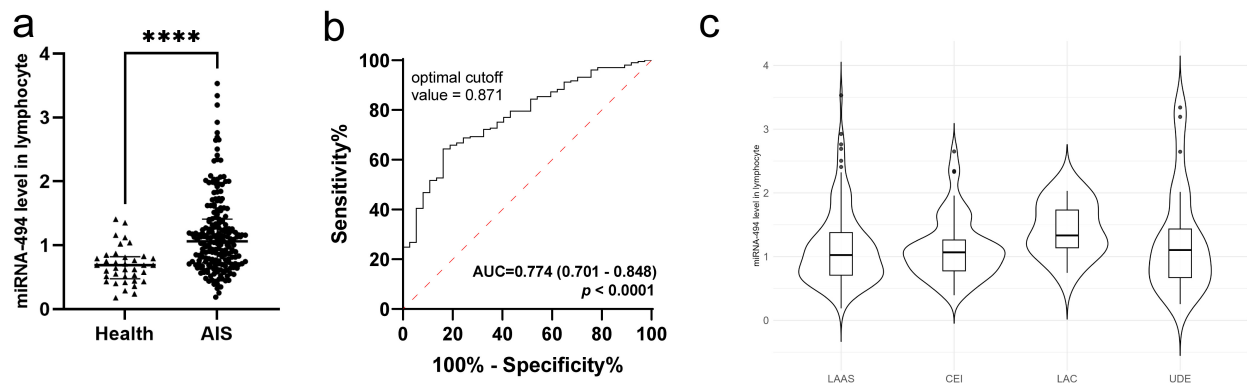 a
****
miRNA-494 level in lymphocyte
4
3
2
1
0
Health
AIS
b
optimal cutoff
value = 0.871
Sensitivity%
100
80
60
40
20
0
AUC=0.774 (0.701 - 0.848)
p < 0.0001
0
20
40
60
80
100
100% - Specificity%
c
miRNA-494 level in lymphocyte
4
3
2
1
0
LAAS
CEI
LAC
UDE